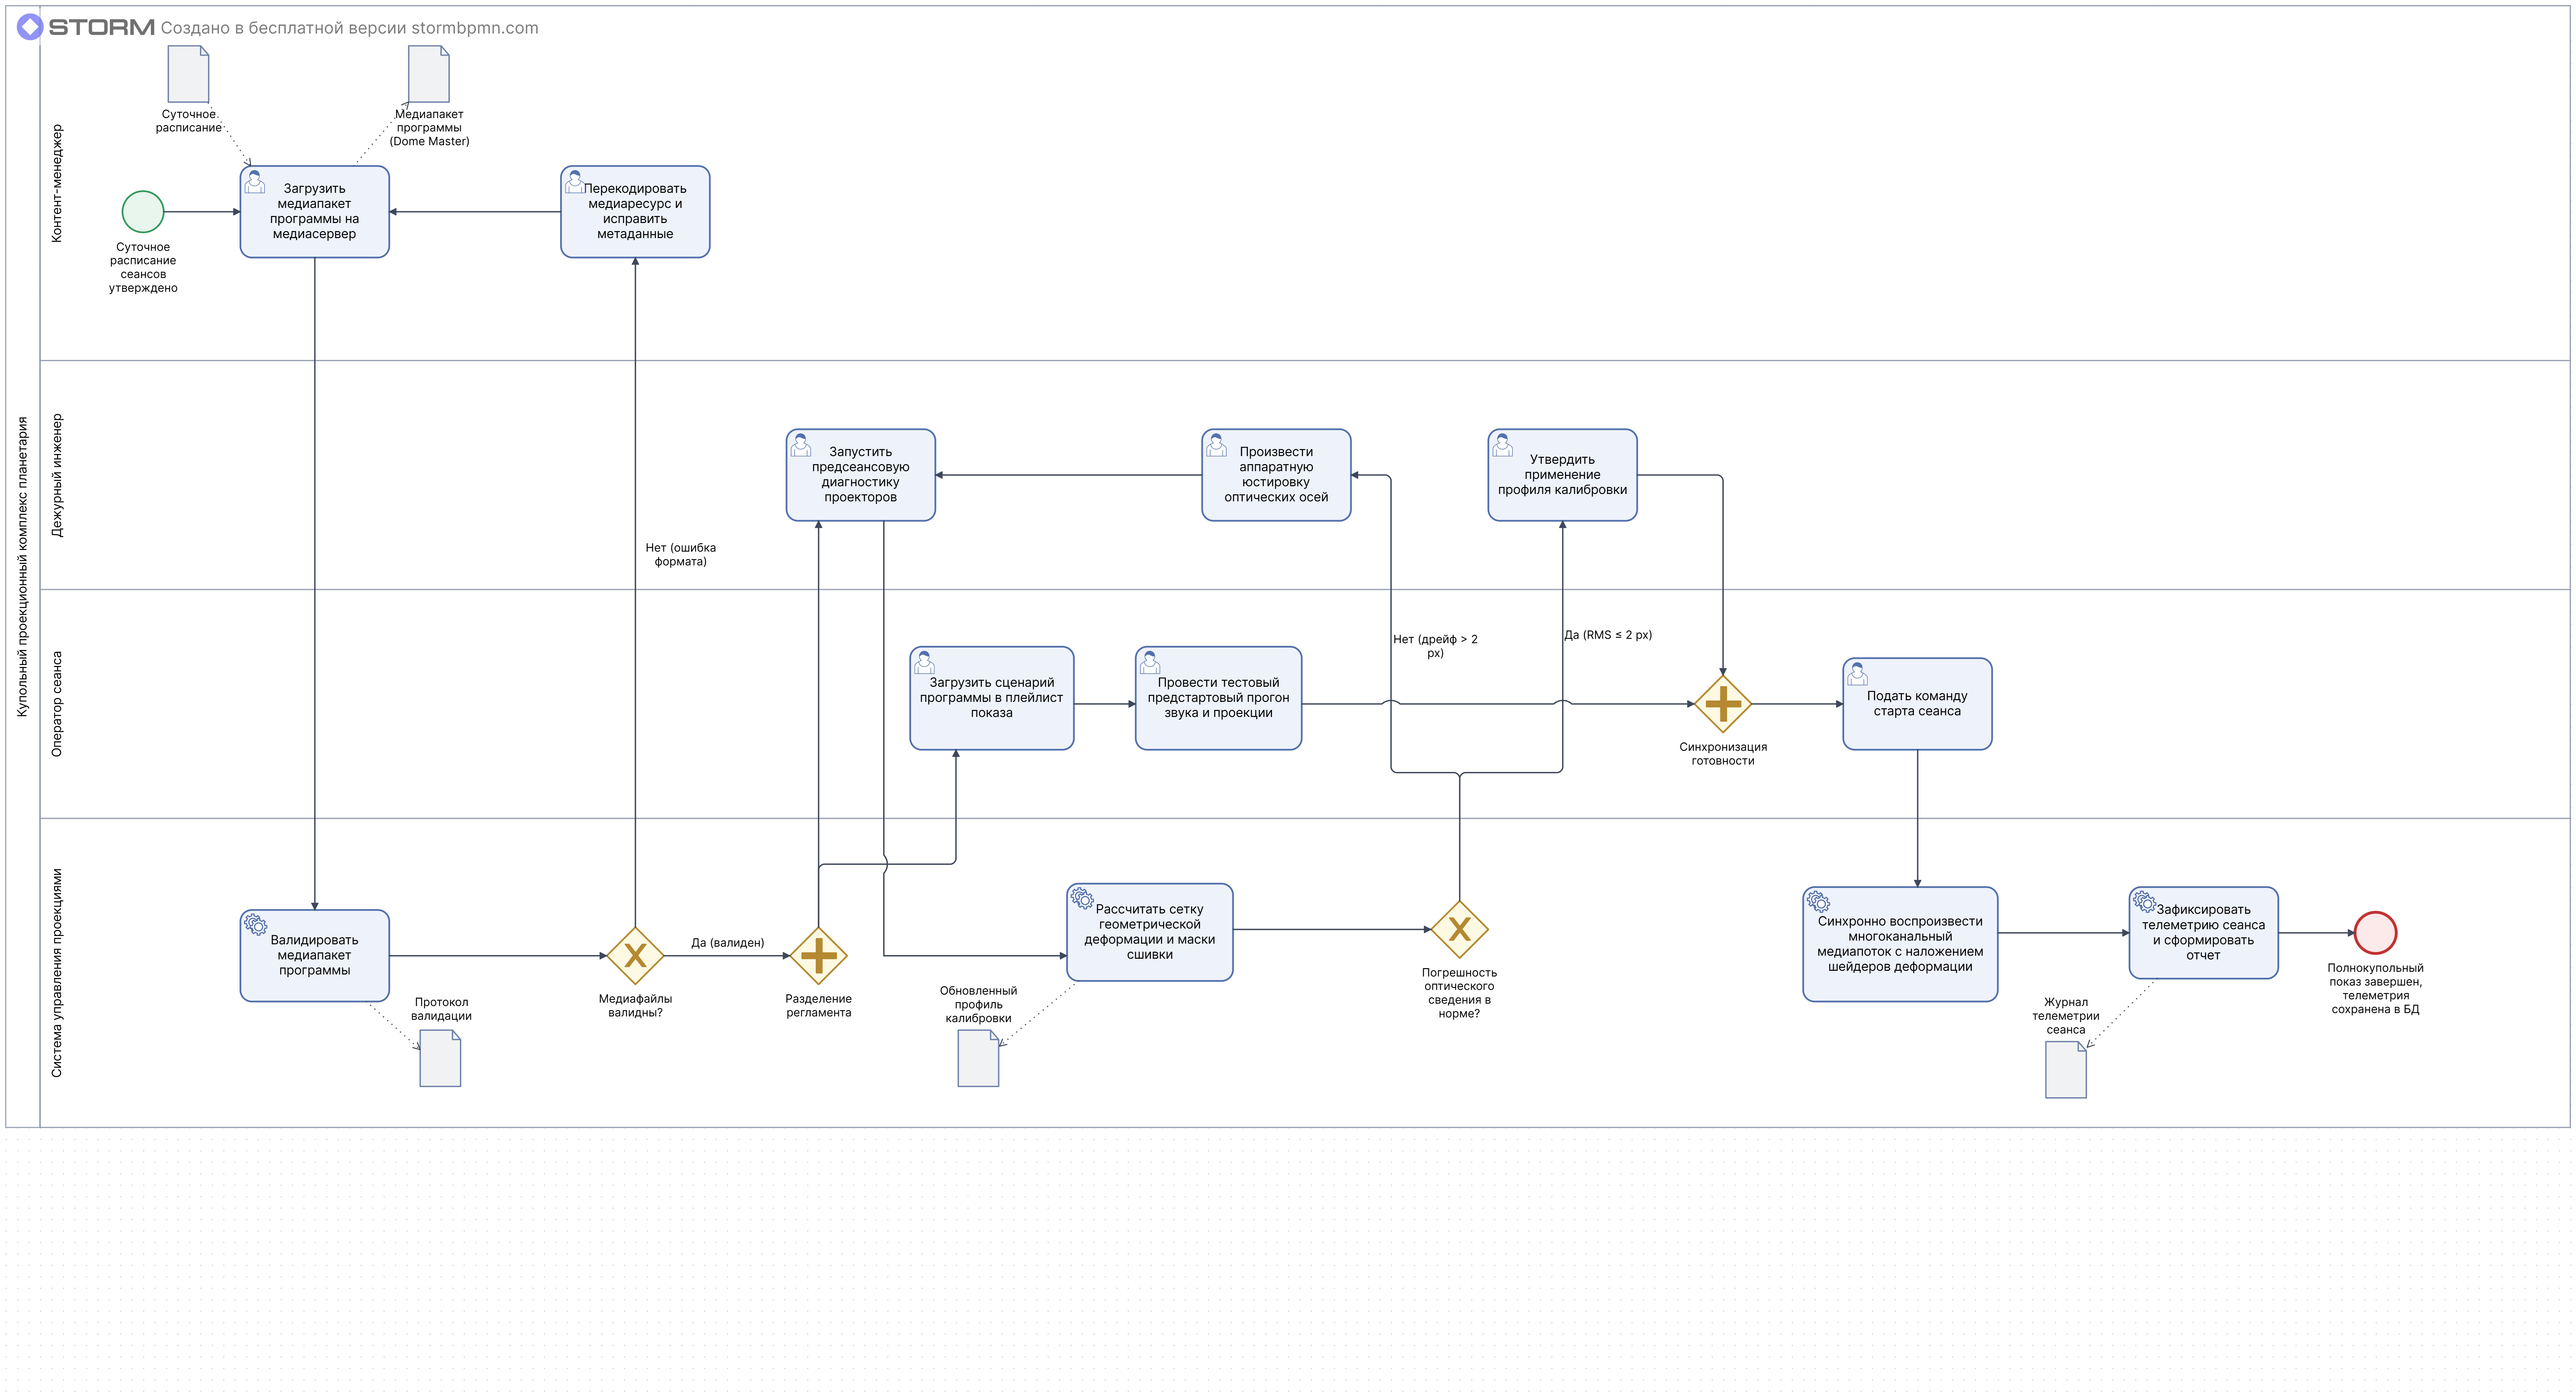 STORM Создано в бесплатной версии stormbpmn.com
Купольный проекционный комплекс планетария
Контент-менеджер
Суточное
расписание
Медиапакет
программы
(Dome Master)
Загрузить
медиапакет
программы на
медиасервер
Перекодировать
медиаресурс и
исправить
метаданные
Суточное
расписание
сеансов
утверждено
Дежурный инженер
Запустить
предсеансовую
диагностику
проекторов
Произвести
аппаратную
юстировку
оптических осей
Утвердить
применение
профиля калибровки
Нет (ошибка
формата)
Оператор сеанса
Нет (дрейф > 2
px)
Да (RMS ≤ 2 px)
Загрузить сценарий
программы в плейлист
показа
Провести тестовый
предстартовый прогон
звука и проекции
Подать команду
старта сеанса
Синхронизация
готовности
Система управления проекциями
Валидировать
медиапакет
программы
Протокол
валидации
Медиафайлы
валидны?
Да (валиден)
Разделение
регламента
Рассчитать сетку
геометрической
деформации и маски
сшивки
Обновленный
профиль
калибровки
Погрешность
оптического
сведения в
норме?
Синхронно воспроизвести
многоканальный
медиапоток с наложением
шейдеров деформации
Зафиксировать
телеметрию сеанса
и сформировать
отчет
Журнал
телеметрии
сеанса
Полнокупольный
показ завершен,
телеметрия
сохранена в БД